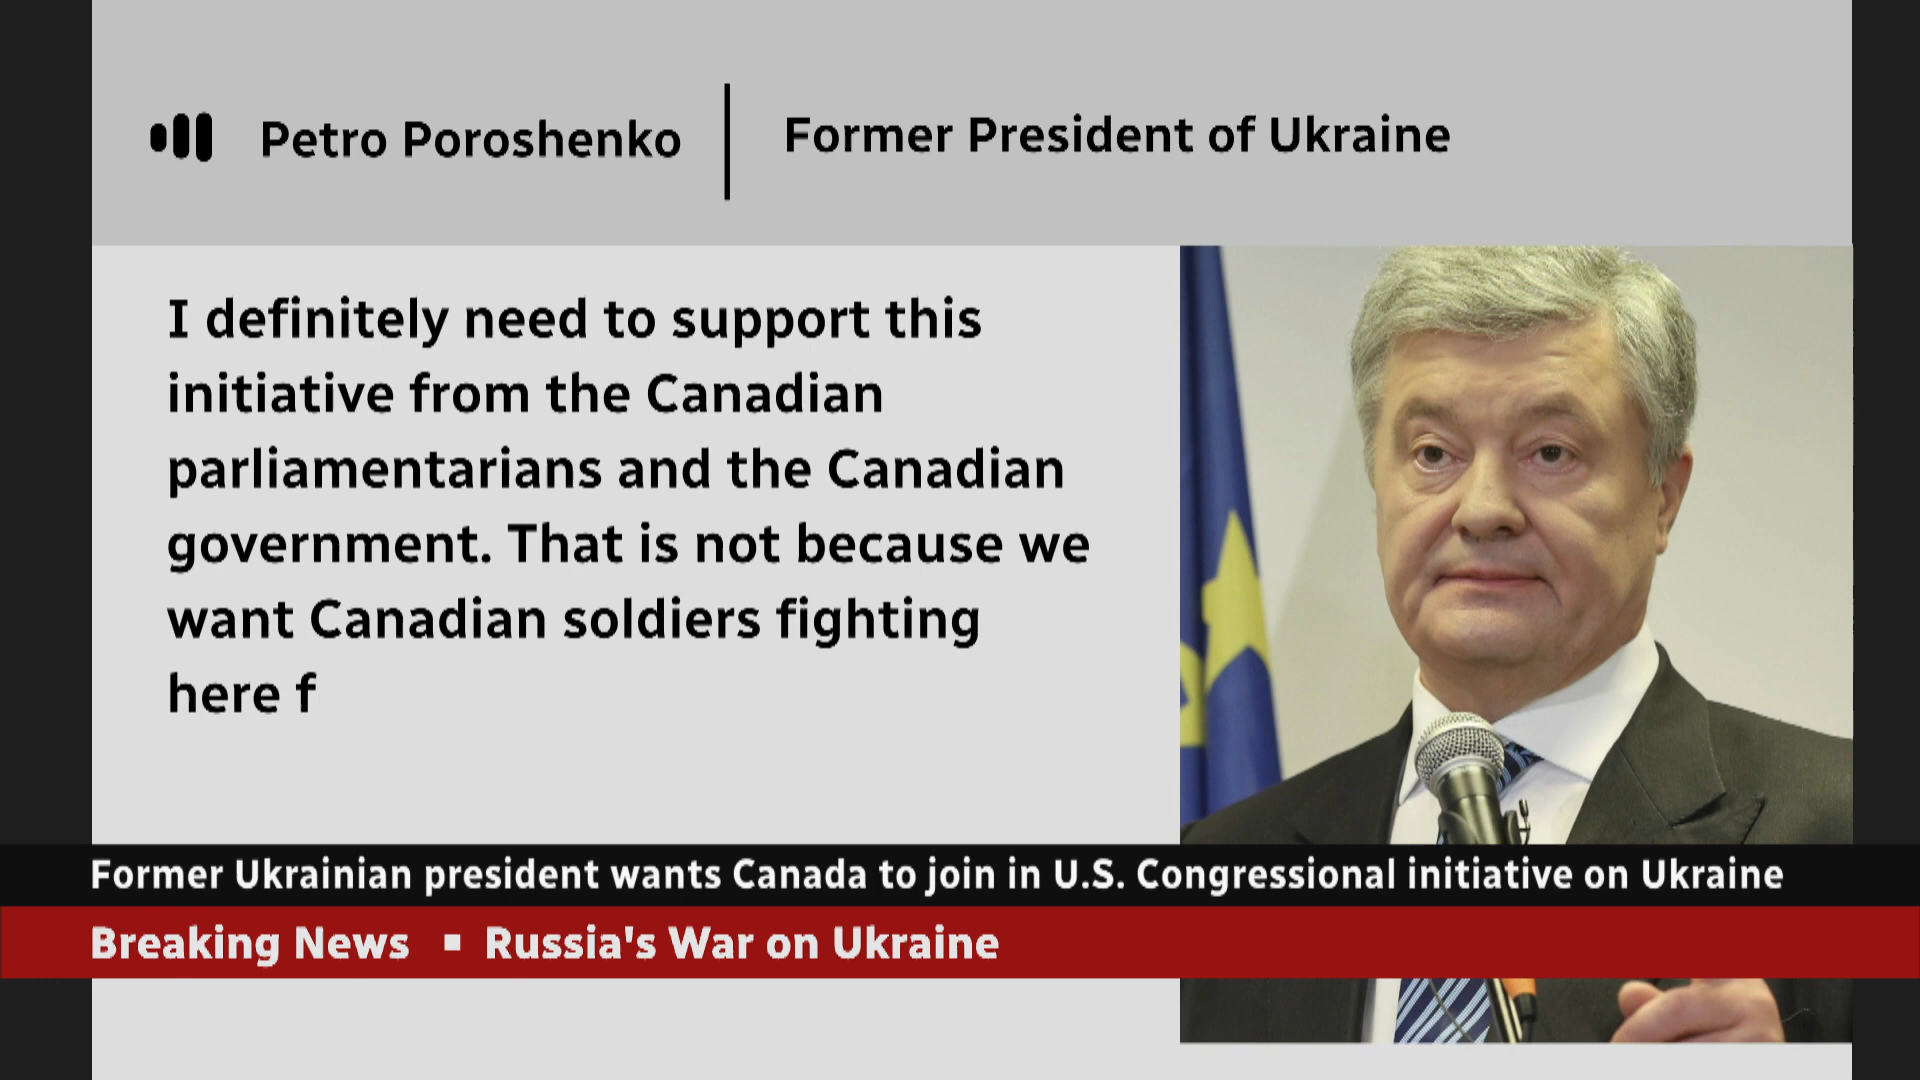 Petro Poroshenko
Former President of Ukraine
I definitely need to support this
initiative from the Canadian
parliamentarians and the Canadian
government. That is not because we
want Canadian soldiers fighting
here f
Former Ukrainian president wants Canada to join in U.S. Congressional initiative on Ukraine
Breaking News ▪ Russia's War on Ukraine